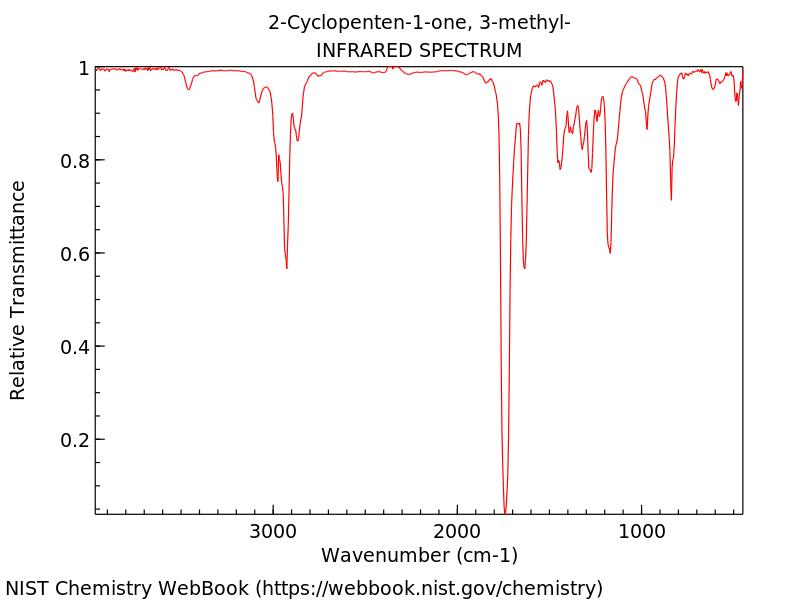 2-Cyclopenten-1-one, 3-methyl-
INFRARED SPECTRUM
1
0.8
0.6
0.4
0.2
Relative Transmittance
3000 2000 1000
Wavenumber (cm-1)
NIST Chemistry WebBook (https://webbook.nist.gov/chemistry)